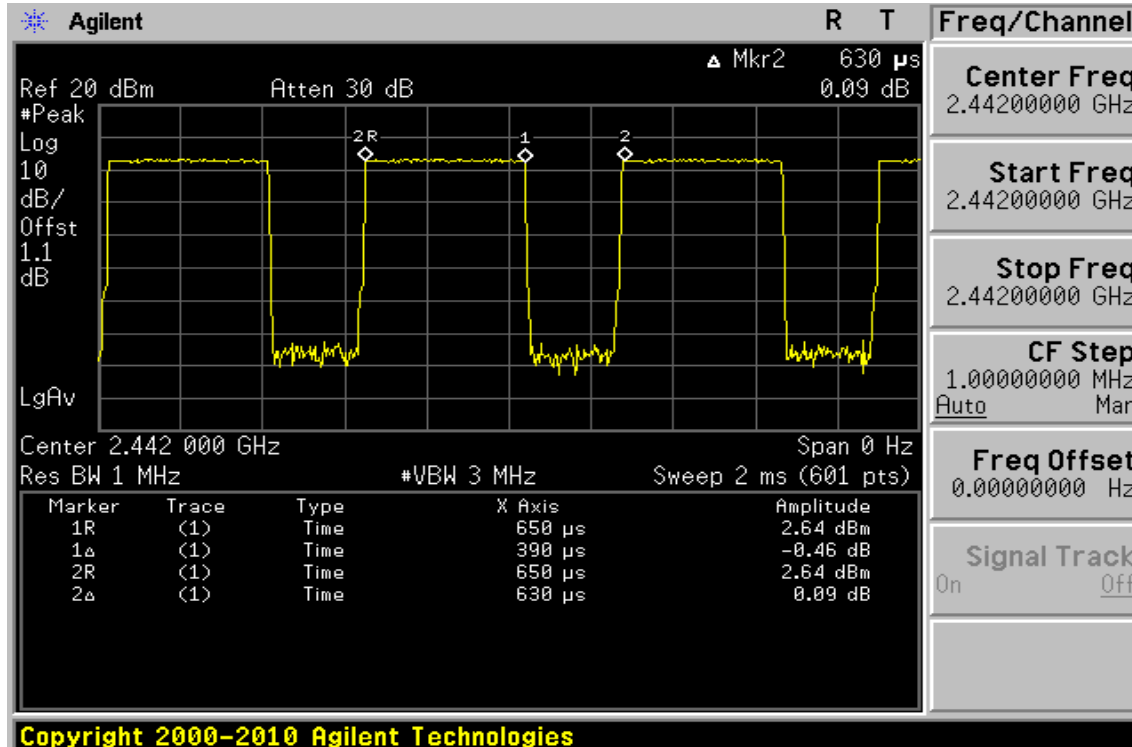 Agilent R T Freq/Channel
Δ Mkr2 630 µs
Ref 20 dBm Atten 30 dB 0.09 dB
#Peak
Log
10
dB/
Offst
1.1
dB
2R 1 2
LgAv
Center 2.442 000 GHz Span 0 Hz
Res BW 1 MHz #VBW 3 MHz Sweep 2 ms (601 pts)
Marker Trace Type X Axis Amplitude
1R (1) Time 650 µs 2.64 dBm
1Δ (1) Time 390 µs -0.46 dB
2R (1) Time 650 µs 2.64 dBm
2Δ (1) Time 630 µs 0.09 dB
Center Freq
2.44200000 GHz
Start Freq
2.44200000 GHz
Stop Freq
2.44200000 GHz
CF Step
1.00000000 MHz
Auto Man
Freq Offset
0.00000000 Hz
Signal Track
On Off
Copyright 2000-2010 Agilent Technologies